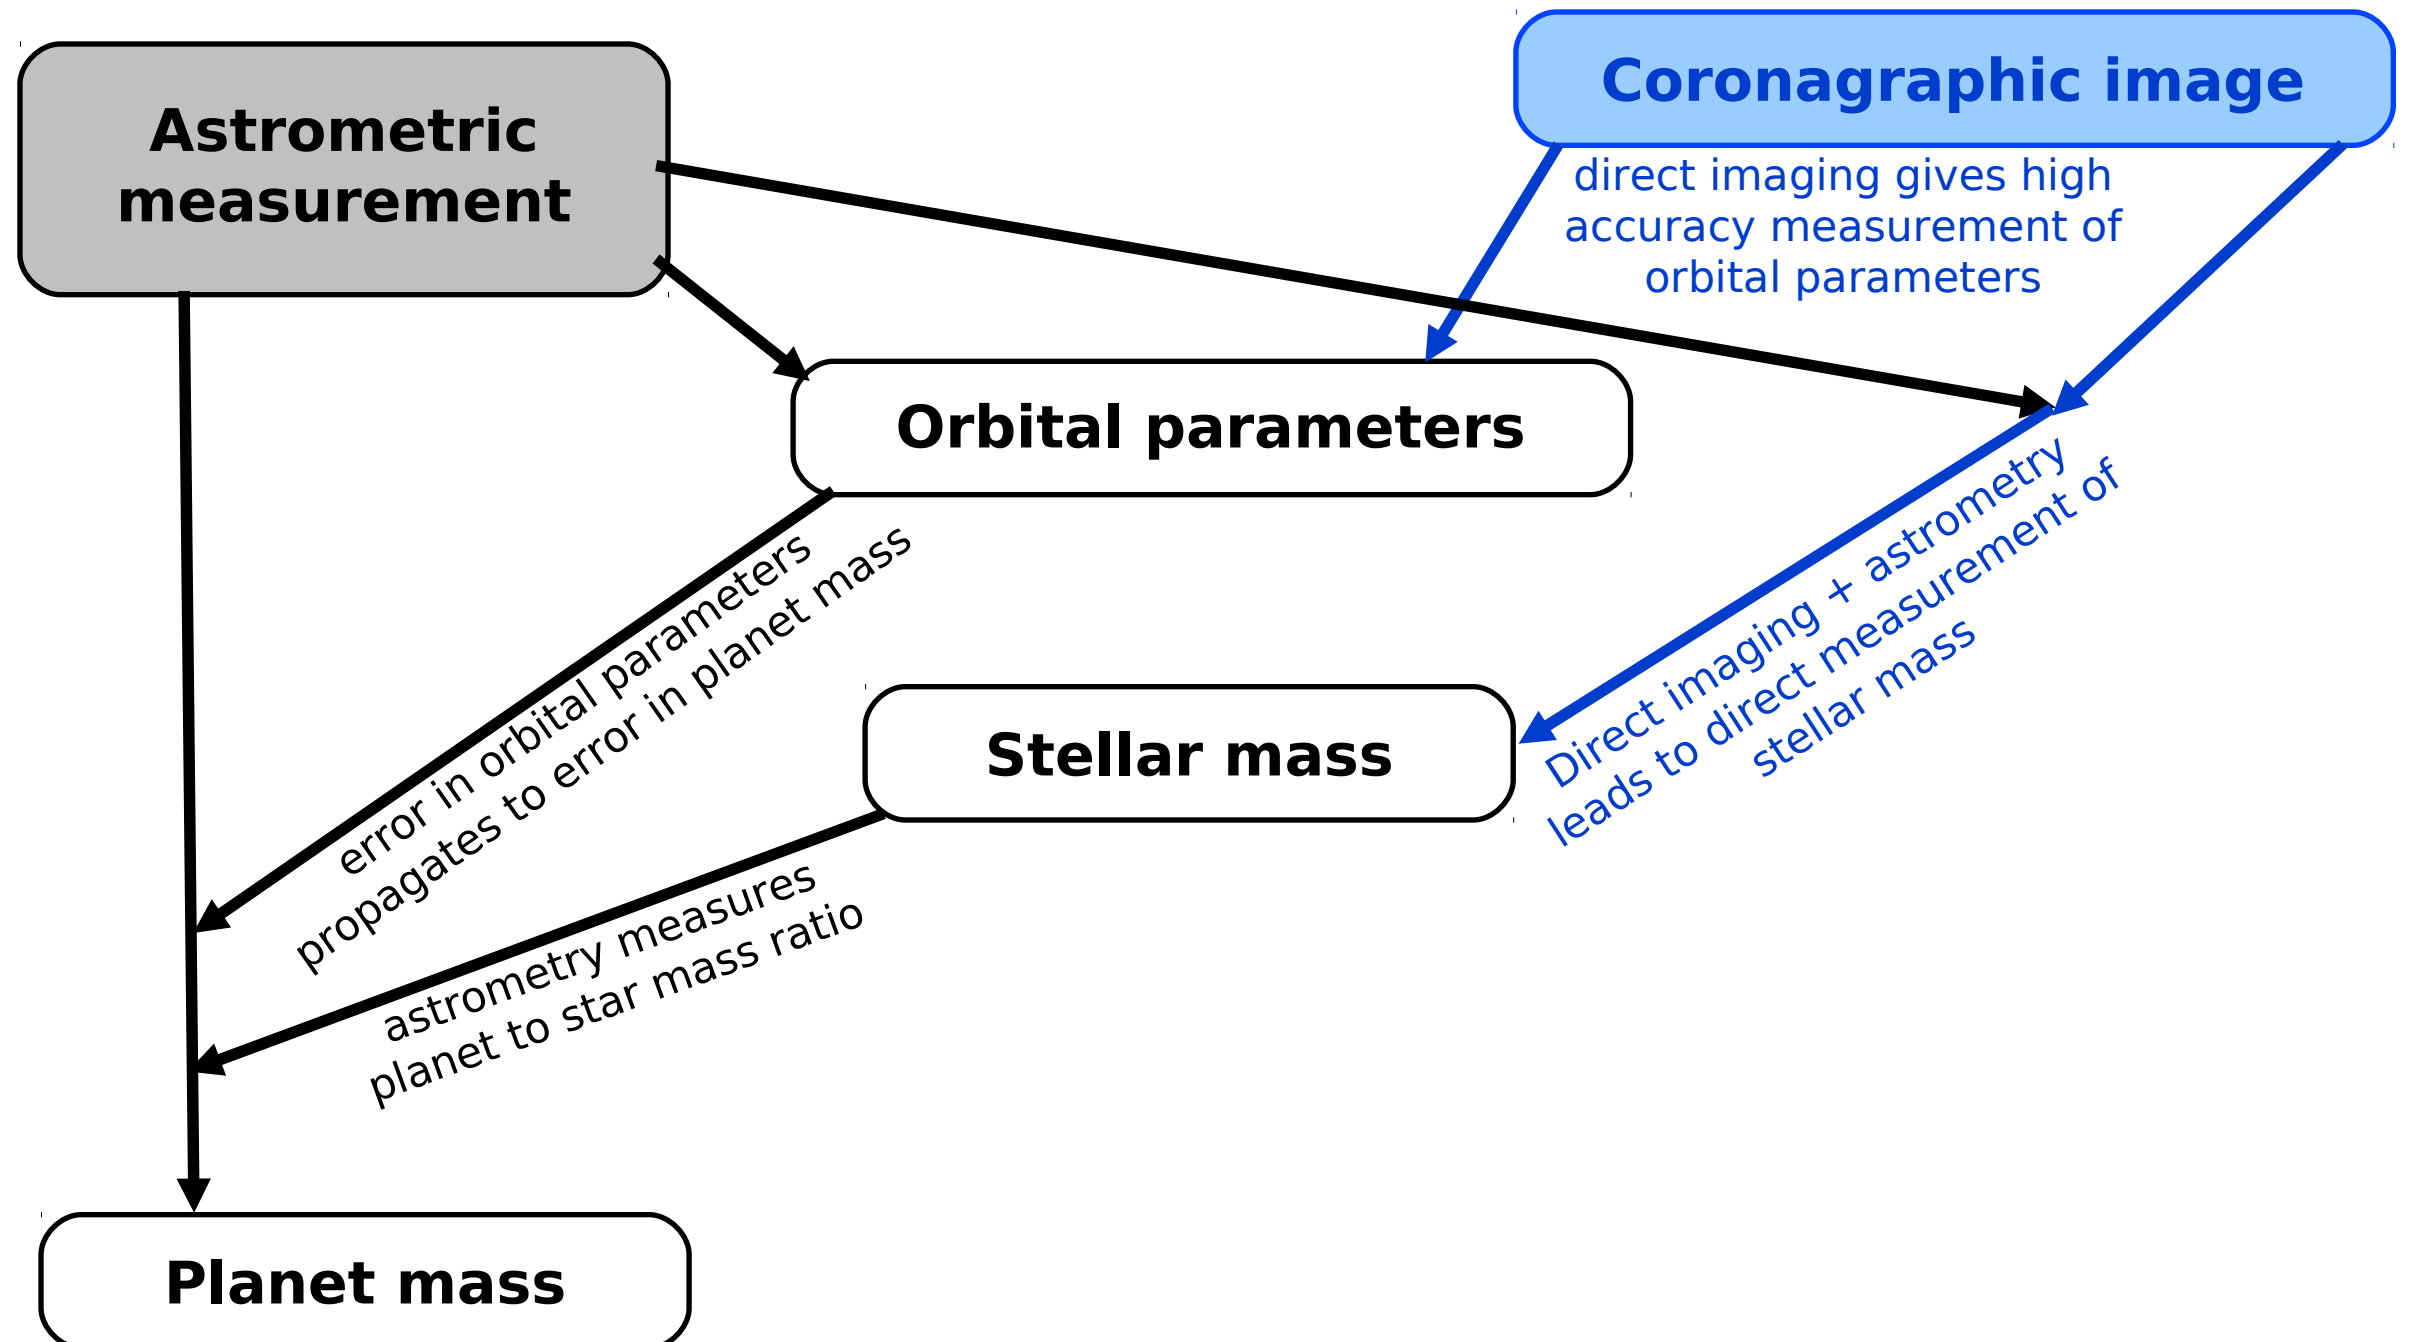 Astrometric
measurement
Coronagraphic image
direct imaging gives high
accuracy measurement of
orbital parameters
Orbital parameters
error in orbital parameters
propagates to error in planet mass
Direct imaging + astrometry
leads to direct measurement of
stellar mass
Stellar mass
astrometry measures
planet to star mass ratio
Planet mass